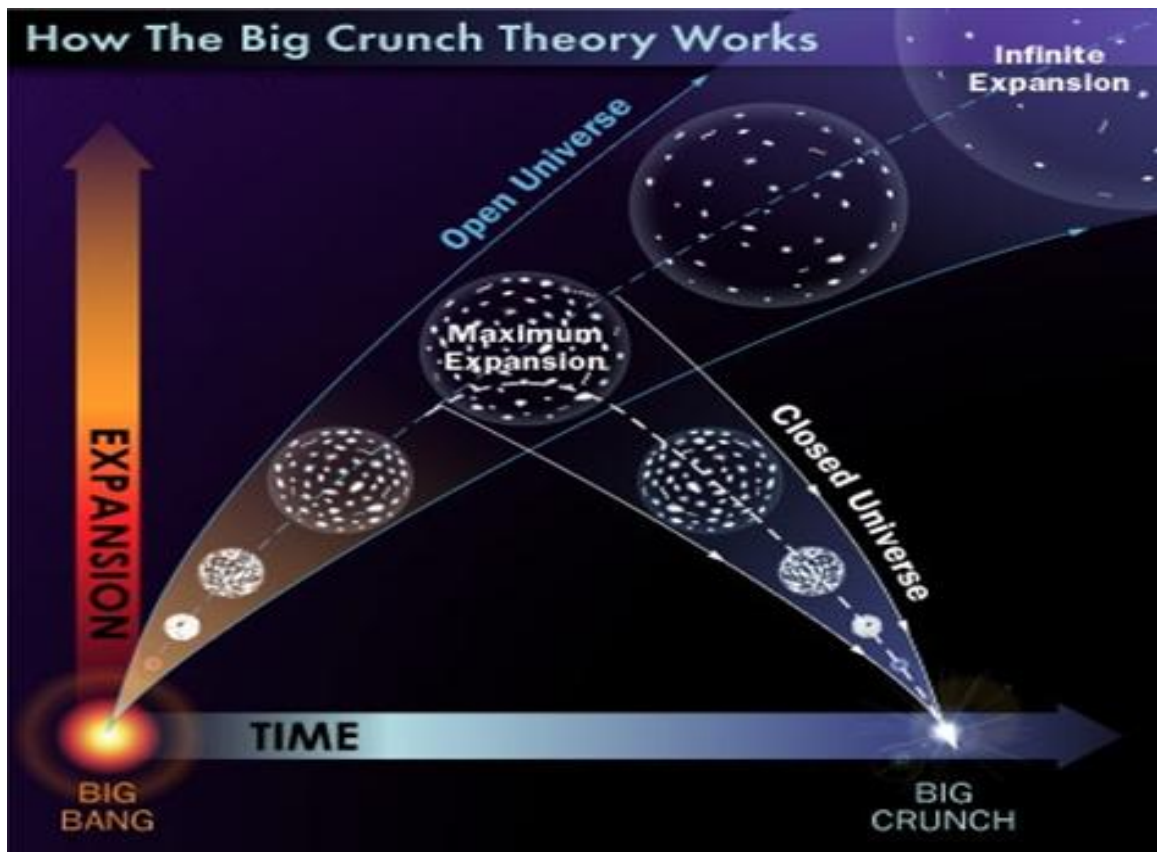 How The Big Crunch Theory Works
Infinite
Expansion
Open Universe
Maximum
Expansion
Closed Universe
EXPANSION
TIME
BIG
BANG
BIG
CRUNCH